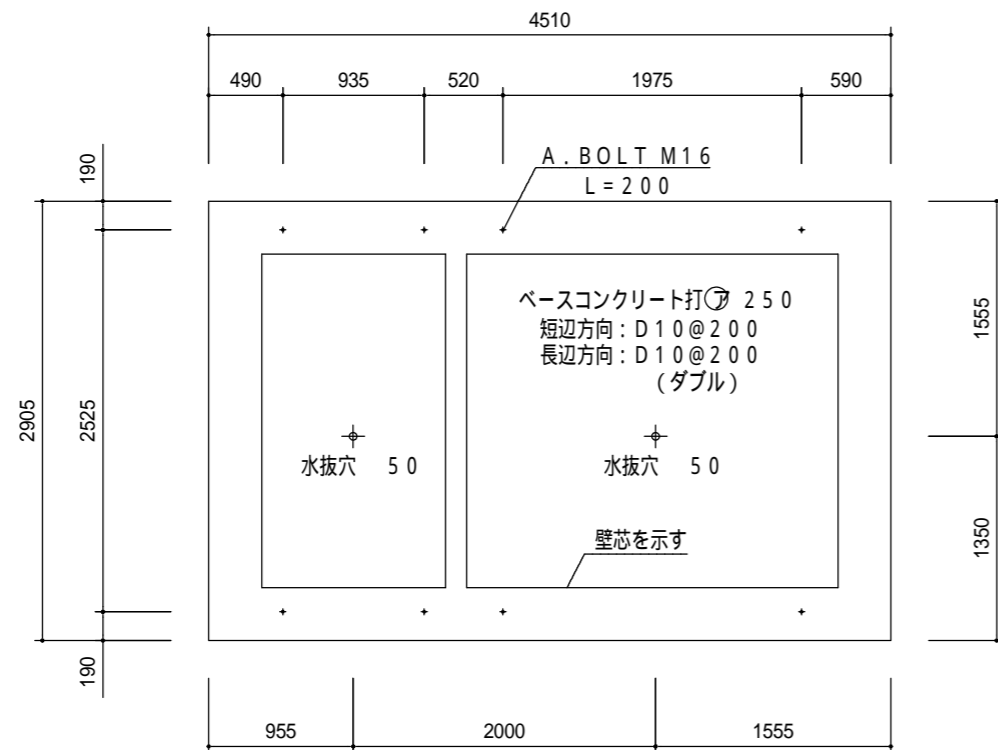 4510
490 935 520 1975 590
A.BOLT M16
L=200
190
2905
2525
190
1555
1350
ベースコンクリート打㋐ 250
短辺方向:D10@200
長辺方向:D10@200
(ダブル)
水抜穴 50
水抜穴 50
壁芯を示す
955 2000 1555